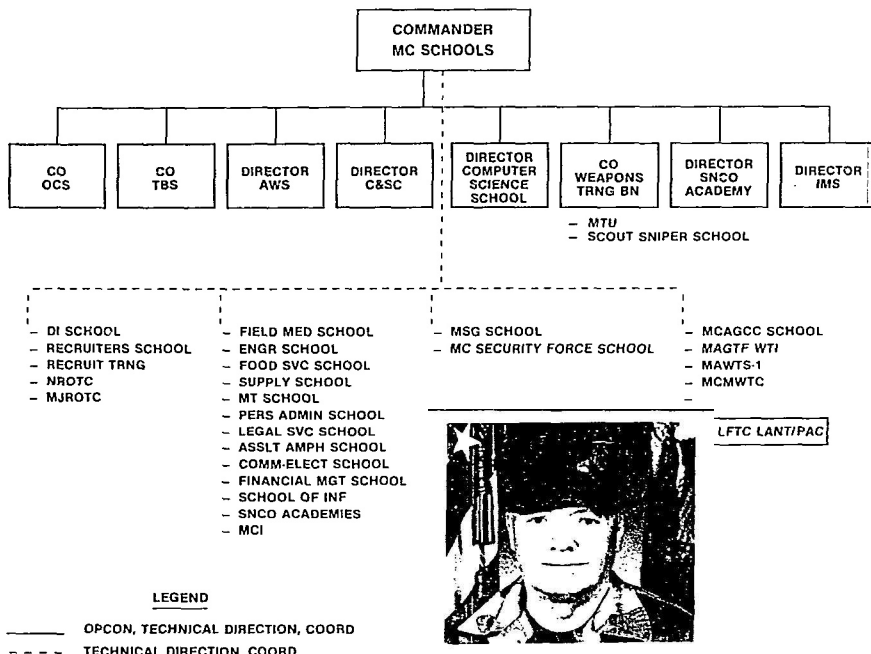 COMMANDER
MC SCHOOLS
CO
OCS
CO
TBS
DIRECTOR
AWS
DIRECTOR
C&SC
DIRECTOR
COMPUTER
SCIENCE
SCHOOL
CO
WEAPONS
TRNG BN
DIRECTOR
SNCO
ACADEMY
DIRECTOR
IMS
– MTU
– SCOUT SNIPER SCHOOL
– DI SCHOOL
– RECRUITERS SCHOOL
– RECRUIT TRNG
– NROTC
– MJROTC
– FIELD MED SCHOOL
– ENGR SCHOOL
– FOOD SVC SCHOOL
– SUPPLY SCHOOL
– MT SCHOOL
– PERS ADMIN SCHOOL
– LEGAL SVC SCHOOL
– ASSLT AMPH SCHOOL
– COMM-ELECT SCHOOL
– FINANCIAL MGT SCHOOL
– SCHOOL OF INF
– SNCO ACADEMIES
– MCI
– MSG SCHOOL
– MC SECURITY FORCE SCHOOL
– MCAGCC SCHOOL
– MAGTF WTI
– MAWTS-1
– MCMWTC
–
LFTC LANT/PAC
LEGEND
OPCON, TECHNICAL DIRECTION, COORD
TECHNICAL DIRECTION, COORD